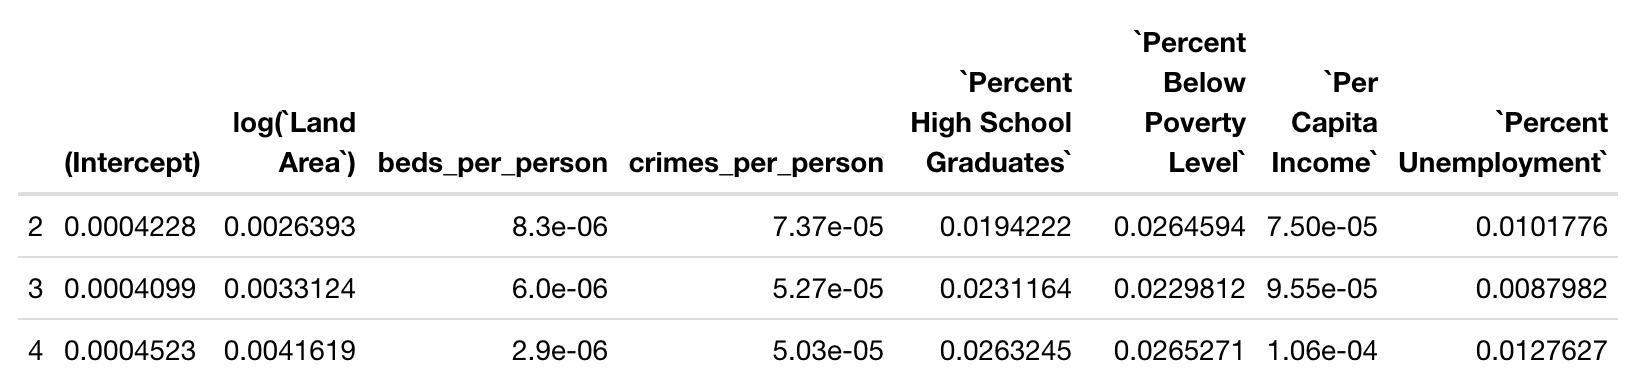 `Percent
`Percent Below `Per
log(`Land High School Poverty Capita `Percent
(Intercept) Area`) beds_per_person crimes_per_person Graduates` Level` Income` Unemployment`
2 0.0004228 0.0026393 8.3e-06 7.37e-05 0.0194222 0.0264594 7.50e-05 0.0101776
3 0.0004099 0.0033124 6.0e-06 5.27e-05 0.0231164 0.0229812 9.55e-05 0.0087982
4 0.0004523 0.0041619 2.9e-06 5.03e-05 0.0263245 0.0265271 1.06e-04 0.0127627